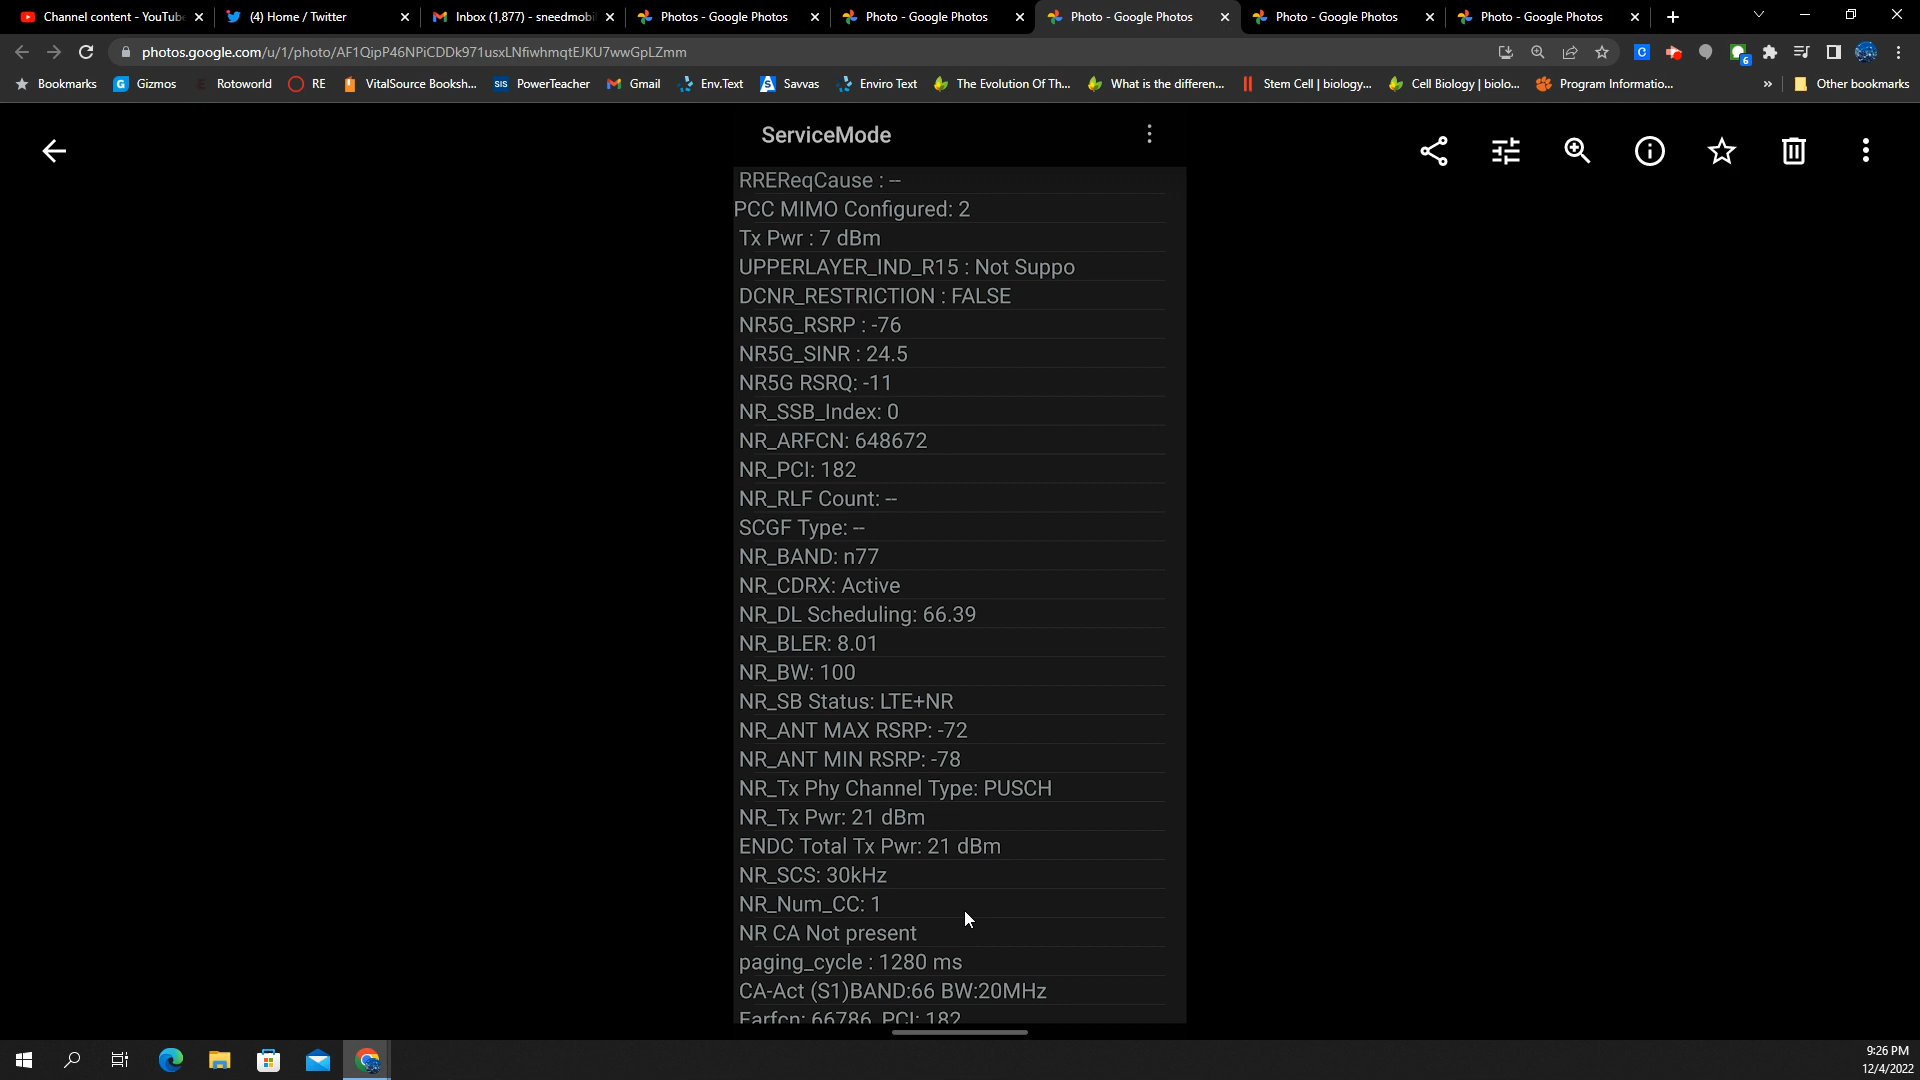 Channel content - YouTub
(4) Home / Twitter
Inbox (1,877) - sneedmobi
Photos - Google Photos
Photo - Google Photos
Photo - Google Photos
Photo - Google Photos
Photo - Google Photos
photos.google.com/u/1/photo/AF1QipP46NPiCDDk971usxLNfiwhmqtEJKU7wwGpLZmm
6
Bookmarks
G Gizmos
Rotoworld
RE
VitalSource Booksh...
SIS PowerTeacher
Gmail
Env.Text
Savvas
Enviro Text
The Evolution Of Th...
What is the differen...
Stem Cell | biology...
Cell Biology | biolo...
Program Informatio...
»
Other bookmarks
ServiceMode
RREReqCause : --
PCC MIMO Configured: 2
Tx Pwr : 7 dBm
UPPERLAYER_IND_R15 : Not Suppo
DCNR_RESTRICTION : FALSE
NR5G_RSRP : -76
NR5G_SINR : 24.5
NR5G RSRQ: -11
NR_SSB_Index: 0
NR_ARFCN: 648672
NR_PCI: 182
NR_RLF Count: --
SCGF Type: --
NR_BAND: n77
NR_CDRX: Active
NR_DL Scheduling: 66.39
NR_BLER: 8.01
NR_BW: 100
NR_SB Status: LTE+NR
NR_ANT MAX RSRP: -72
NR_ANT MIN RSRP: -78
NR_Tx Phy Channel Type: PUSCH
NR_Tx Pwr: 21 dBm
ENDC Total Tx Pwr: 21 dBm
NR_SCS: 30kHz
NR_Num_CC: 1
NR CA Not present
paging_cycle : 1280 ms
CA-Act (S1)BAND:66 BW:20MHz
Earfcn: 66786 PCI: 182
9:26 PM
12/4/2022